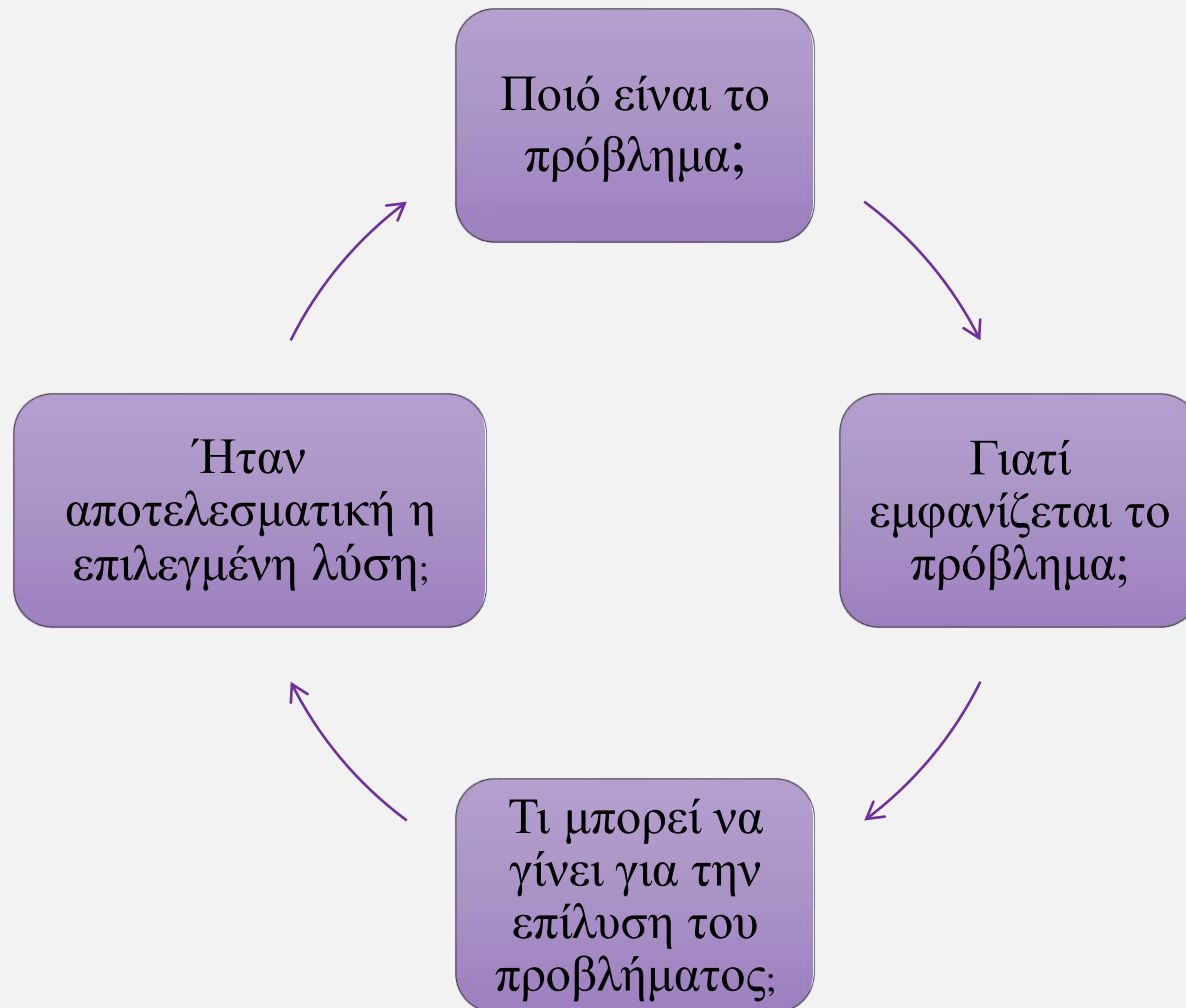 Ποιό είναι το
πρόβλημα;
Γιατί
εμφανίζεται το
πρόβλημα;
Τι μπορεί να
γίνει για την
επίλυση του
προβλήματος;
Ήταν
αποτελεσματική η
επιλεγμένη λύση;